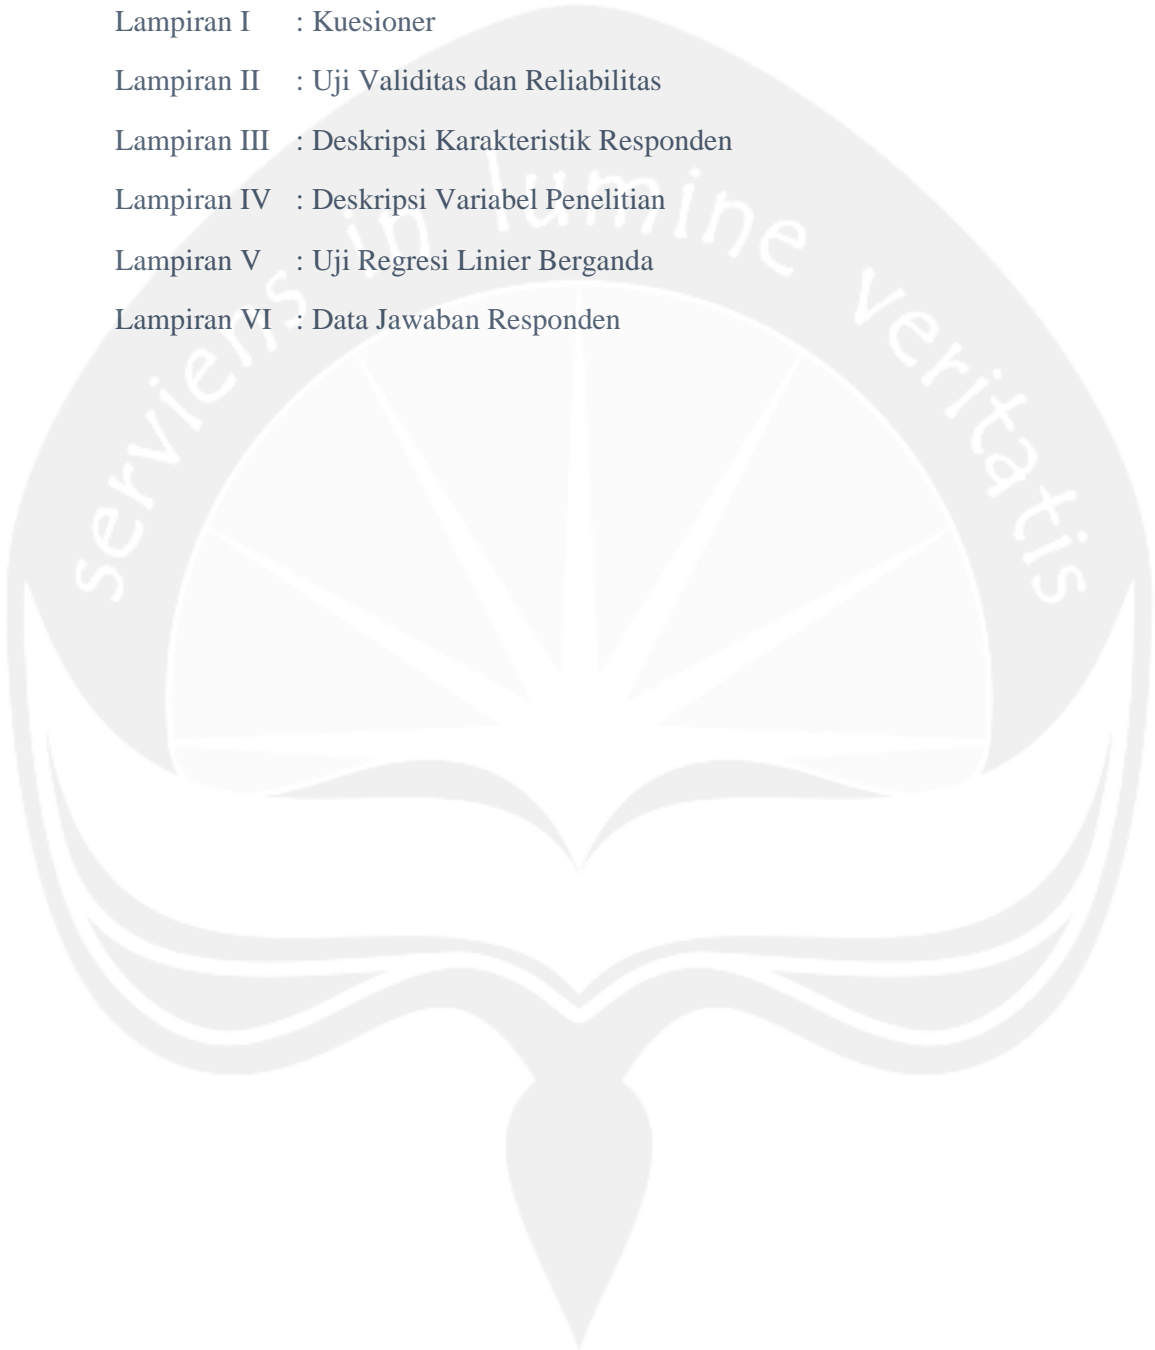 Lampiran I : Kuesioner
Lampiran II : Uji Validitas dan Reliabilitas
Lampiran III : Deskripsi Karakteristik Responden
Lampiran IV : Deskripsi Variabel Penelitian
Lampiran V : Uji Regresi Linier Berganda
Lampiran VI : Data Jawaban Responden
serviens in lumine veritatis